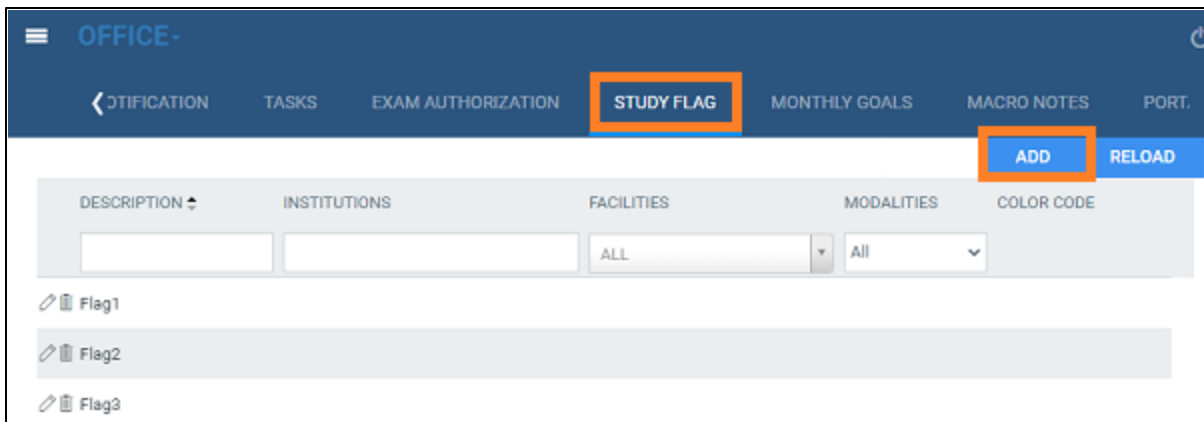 OFFICE-
OTIFICATION TASKS EXAM AUTHORIZATION STUDY FLAG MONTHLY GOALS MACRO NOTES PORT.
ADD RELOAD
DESCRIPTION INSTITUTIONS FACILITIES MODALITIES COLOR CODE
ALL All
Flag1
Flag2
Flag3